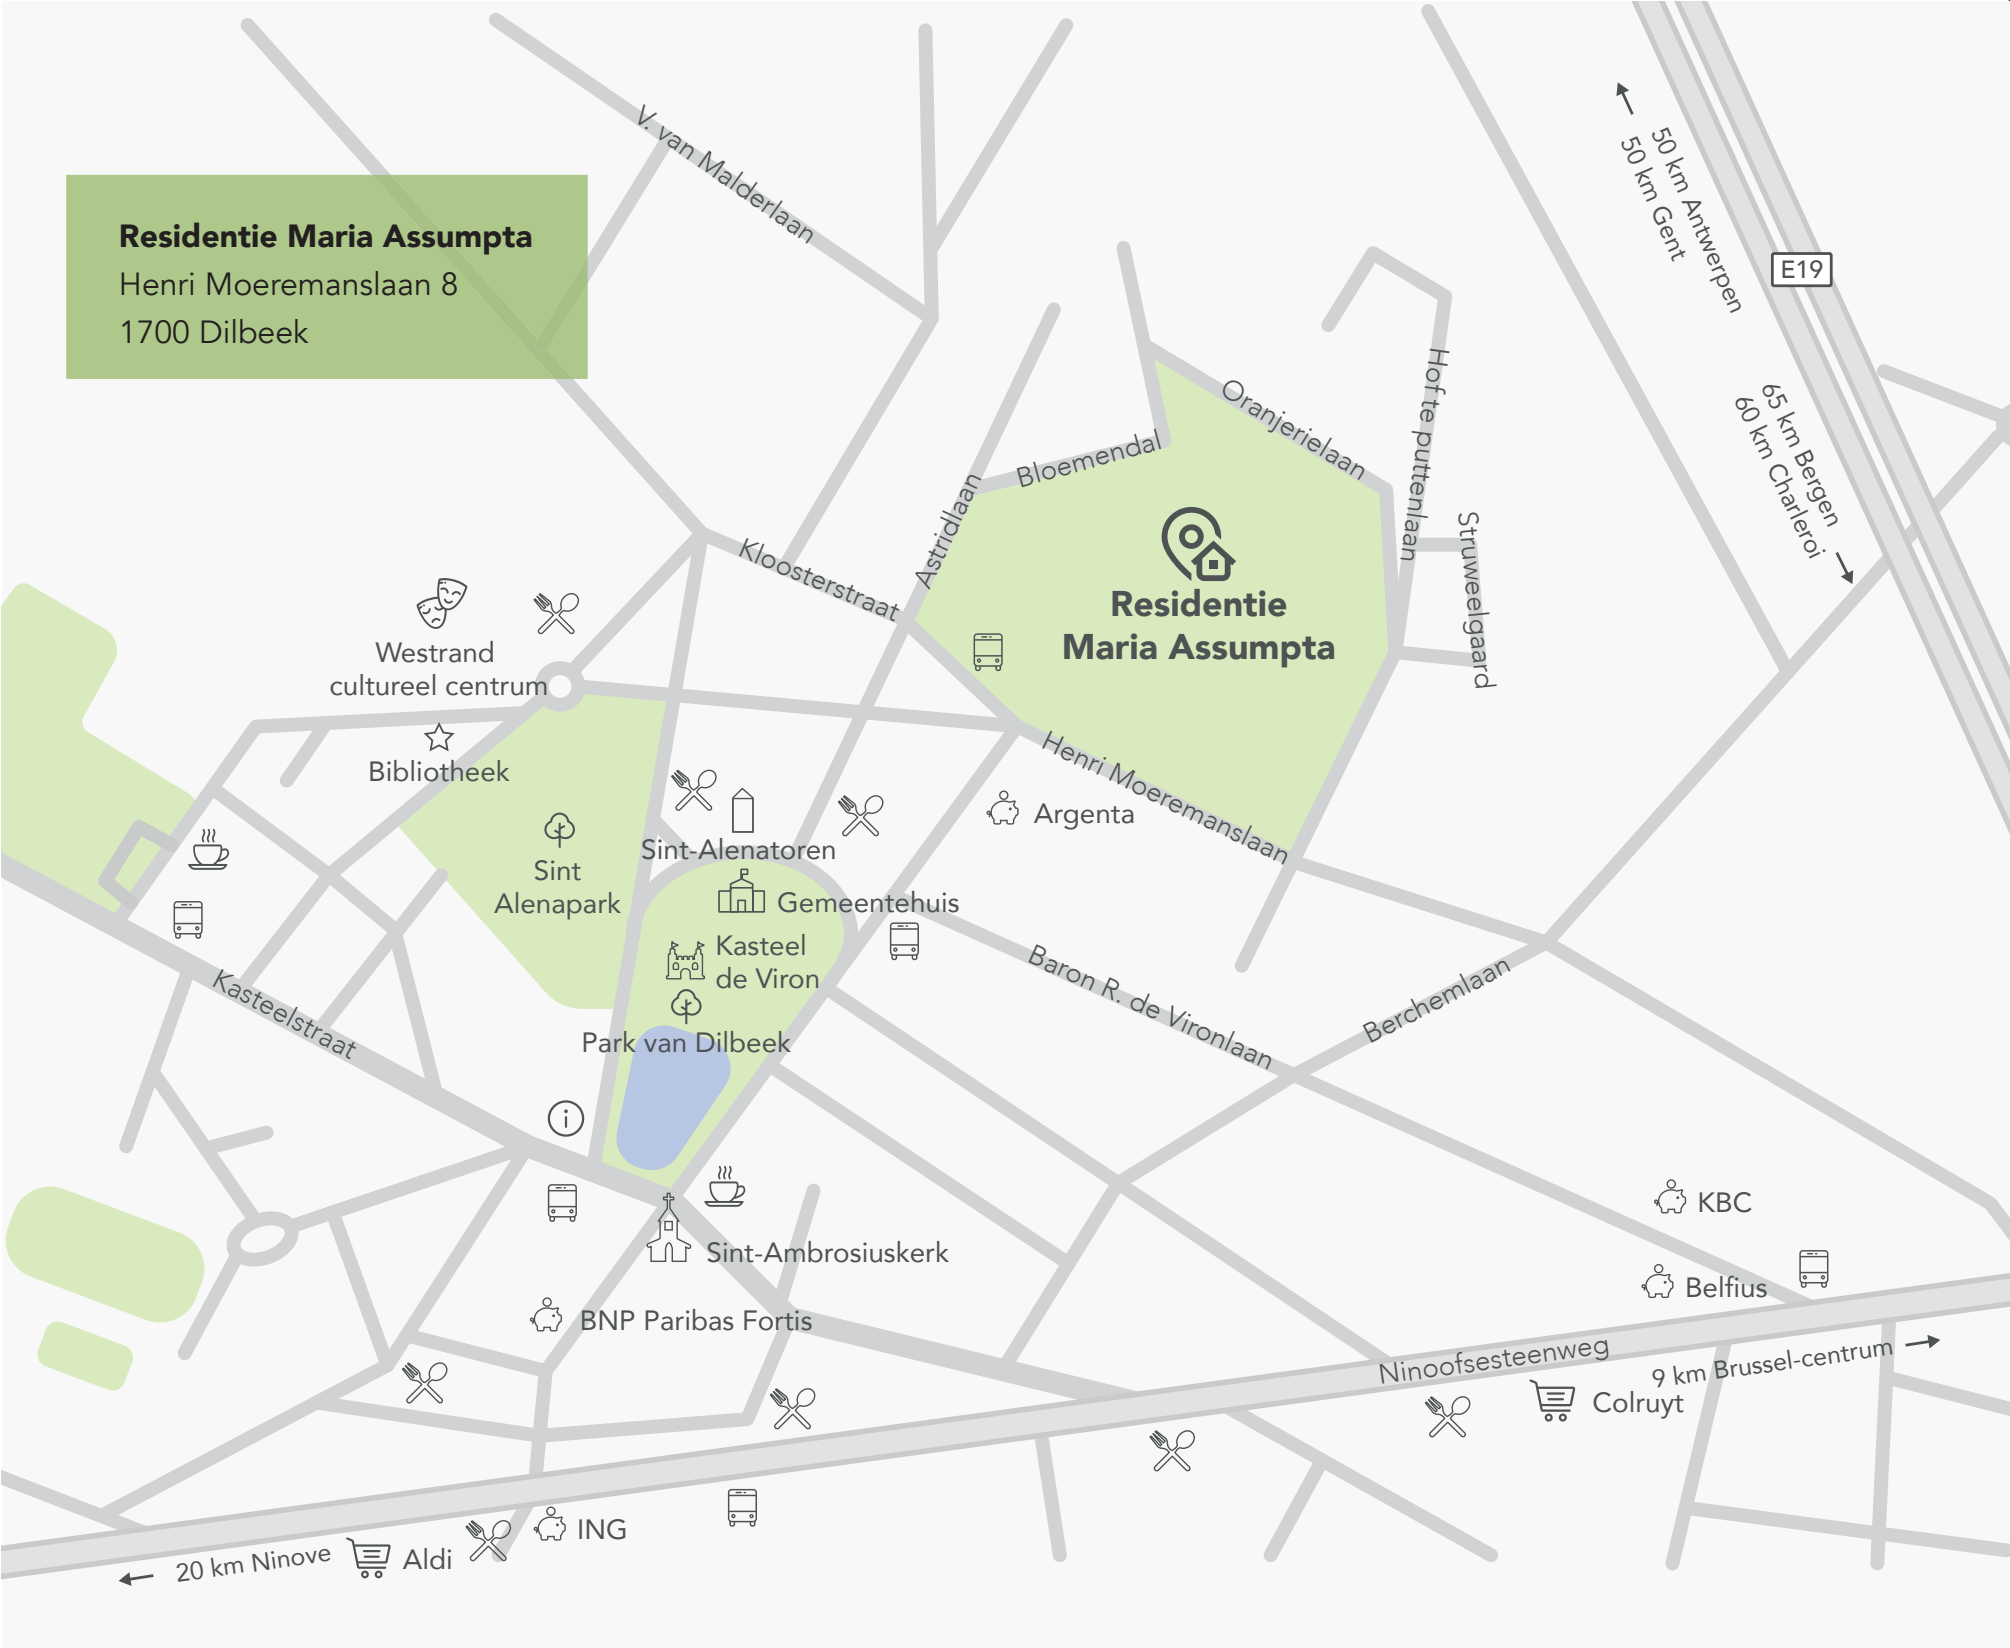 Residentie Maria Assumpta
Henri Moeremanslaan 8
1700 Dilbeek
V. van Malderlaan
50 km Antwerpen
50 km Gent
E19
65 km Bergen
60 km Charleroi
Oranjerielaan
Hof te puttenlaan
Bloemendal
Astridlaan
Struweelgaard
Kloosterstraat
Residentie
Maria Assumpta
Westrand
cultureel centrum
Bibliotheek
Henri Moeremanslaan
Argenta
Sint-Alenatoren
Sint
Alenapark
Gemeentehuis
Kasteel
de Viron
Park van Dilbeek
Baron R. de Vironlaan
Berchemlaan
Kasteelstraat
i
KBC
Sint-Ambrosiuskerk
Belfius
BNP Paribas Fortis
Ninoofsesteenweg
9 km Brussel-centrum
Colruyt
ING
Aldi
20 km Ninove